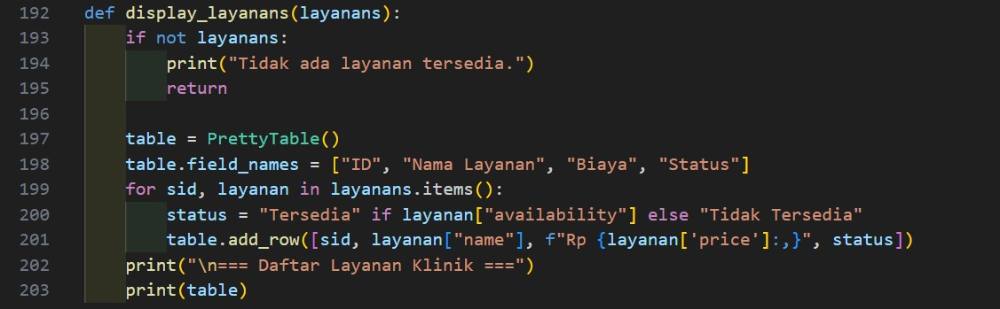 192 def display_layanans(layanans):
193     if not layanans:
194         print("Tidak ada layanan tersedia.")
195         return
196
197     table = PrettyTable()
198     table.field_names = ["ID", "Nama Layanan", "Biaya", "Status"]
199     for sid, layanan in layanans.items():
200         status = "Tersedia" if layanan["availability"] else "Tidak Tersedia"
201         table.add_row([sid, layanan["name"], f"Rp {layanan['price']:,}", status])
202     print("\n=== Daftar Layanan Klinik ===")
203     print(table)